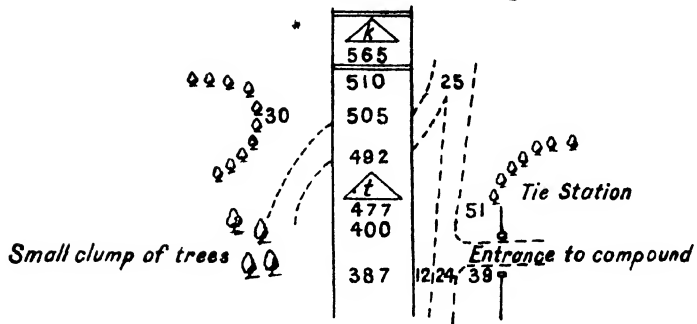 k
565
510 25
30 505
492
t
Tie Station
477 51
400
Small clump of trees Entrance to compound
387 12 24 39